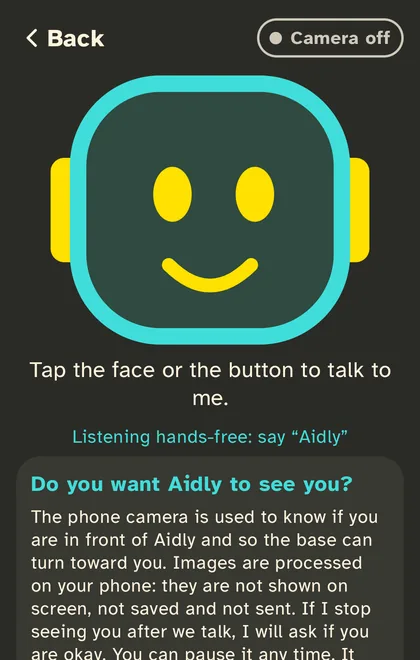 Back
Camera off
Tap the face or the button to talk to
me.
Listening hands-free: say “Aidly”
Do you want Aidly to see you?
The phone camera is used to know if you
are in front of Aidly and so the base can
turn toward you. Images are processed
on your phone: they are not shown on
screen, not saved and not sent. If I stop
seeing you after we talk, I will ask if you
are okay. You can pause it any time. It